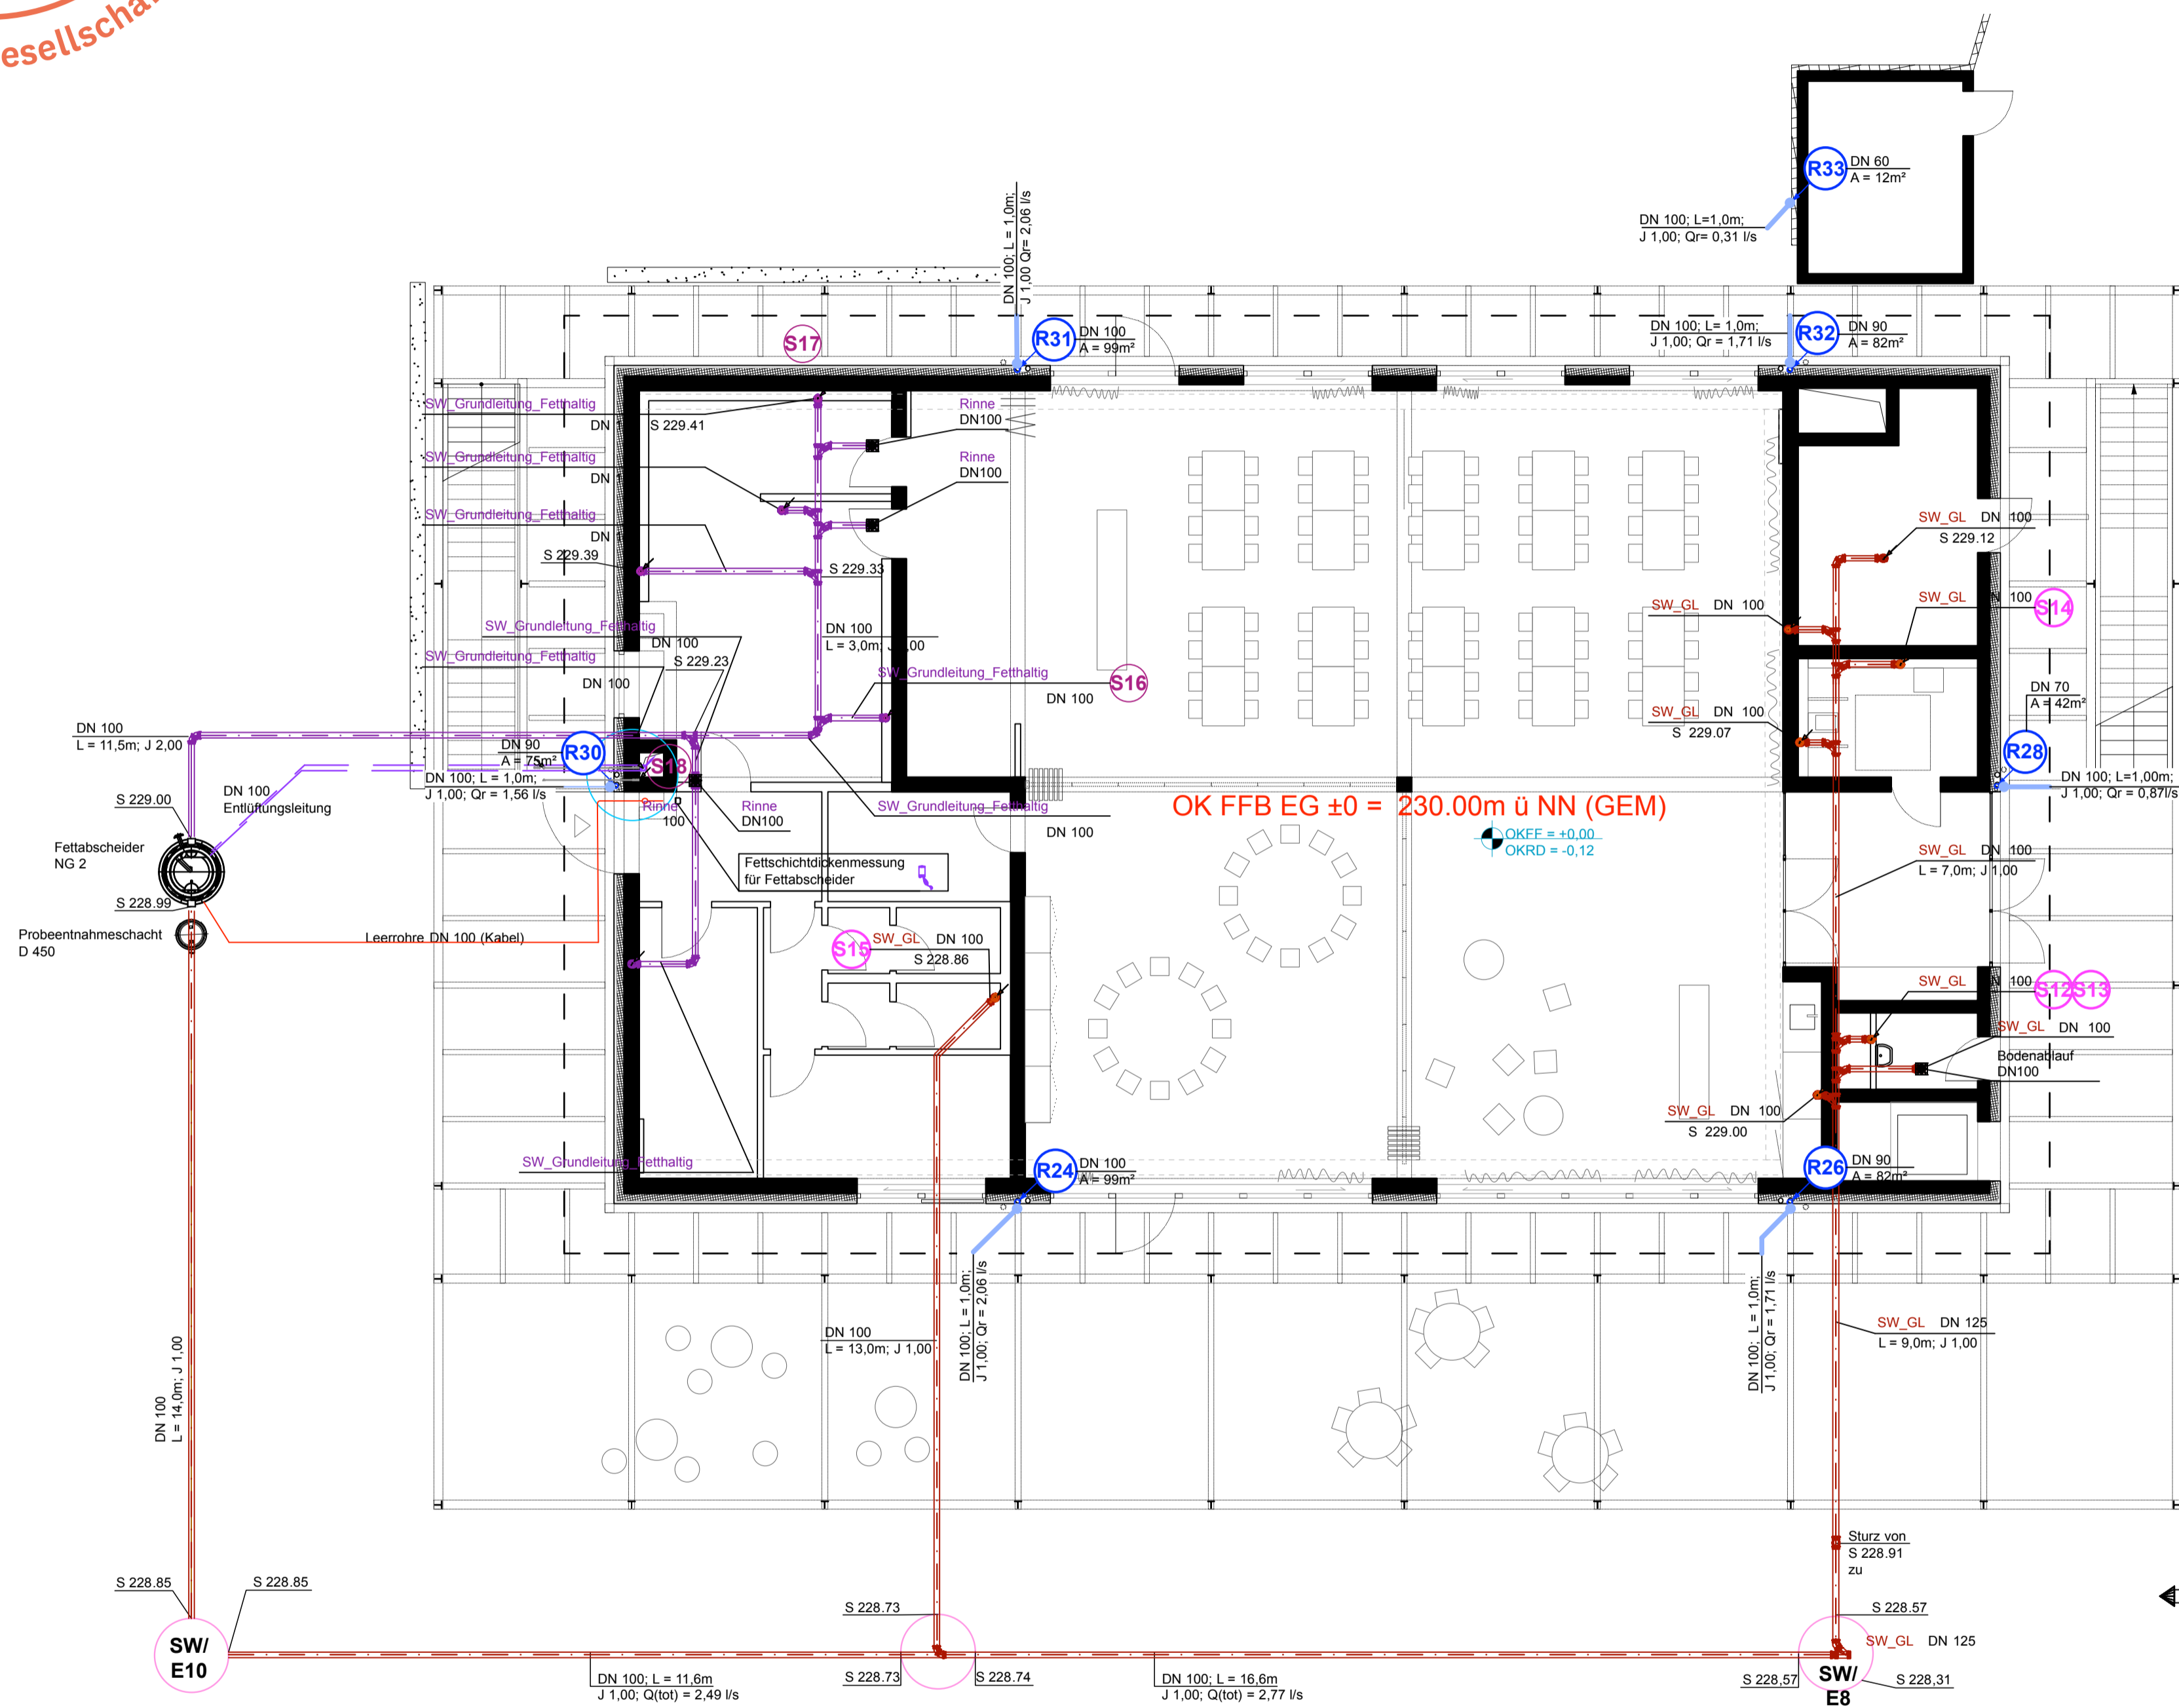 esellscha
R33
DN 60
A = 12m²
DN 100; L=1,0m;
J 1,00; Qr= 0,31 l/s
DN 100; L = 1,0m;
J 1,00 Qr= 2,06 l/s
S17
R31
DN 100
A = 99m²
DN 100; L= 1,0m;
J 1,00; Qr = 1,71 l/s
R32
DN 90
A = 82m²
SW_Grundleitung_Fetthaltig
DN 1
S 229.41
Rinne
DN100
SW_Grundleitung_Fetthaltig
DN 1
Rinne
DN100
SW_Grundleitung_Fetthaltig
DN 1
S 229.39
S 229.33
SW_GL DN 100
S 229.12
SW_GL DN 100
SW_GL N 100
S14
SW_Grundleitung_Fetthaltig
DN 100
DN 100
L = 3,0m; J 1,00
SW_Grundleitung_Fetthaltig
S 229.23
DN 100
SW_Grundleitung_Fetthaltig
DN 100
S16
SW_GL DN 100
S 229.07
DN 70
A = 42m²
R28
DN 100; L=1,00m;
J 1,00; Qr = 0,87l/s
DN 100
L = 11,5m; J 2,00
DN 90
A = 75m²
R30
S18
DN 100; L = 1,0m;
J 1,00; Qr = 1,56 l/s
DN 100
Entlüftungsleitung
S 229.00
Rinne
100
Rinne
DN100
SW_Grundleitung_Fetthaltig
DN 100
OK FFB EG ±0 = 230.00m ü NN (GEM)
OKFF = +0,00
OKRD = -0,12
Fettabscheider
NG 2
Fettschichtdickenmessung
für Fettabscheider
SW_GL DN 100
L = 7,0m; J 1,00
S 228.99
Probeentnahmeschacht
D 450
Leerrohre DN 100 (Kabel)
S15
SW_GL DN 100
S 228.86
SW_GL N 100
S12
S13
SW_GL DN 100
Bodenablauf
DN100
SW_GL DN 100
S 229.00
SW_Grundleitung_Fetthaltig
R24
DN 100
A = 99m²
R26
DN 90
A = 82m²
DN 100; L = 1,0m;
J 1,00; Qr = 2,06 l/s
DN 100; L = 1,0m;
J 1,00; Qr = 1,71 l/s
DN 100
L = 13,0m; J 1,00
SW_GL DN 125
L = 9,0m; J 1,00
DN 100
L = 14,0m; J 1,00
Sturz von
S 228.91
zu
S 228.85
S 228.85
S 228.73
S 228.57
SW/
E10
SW_GL DN 125
DN 100; L = 11,6m
J 1,00; Q(tot) = 2,49 l/s
S 228.73
S 228.74
DN 100; L = 16,6m
J 1,00; Q(tot) = 2,77 l/s
S 228,57
SW/
E8
S 228,31